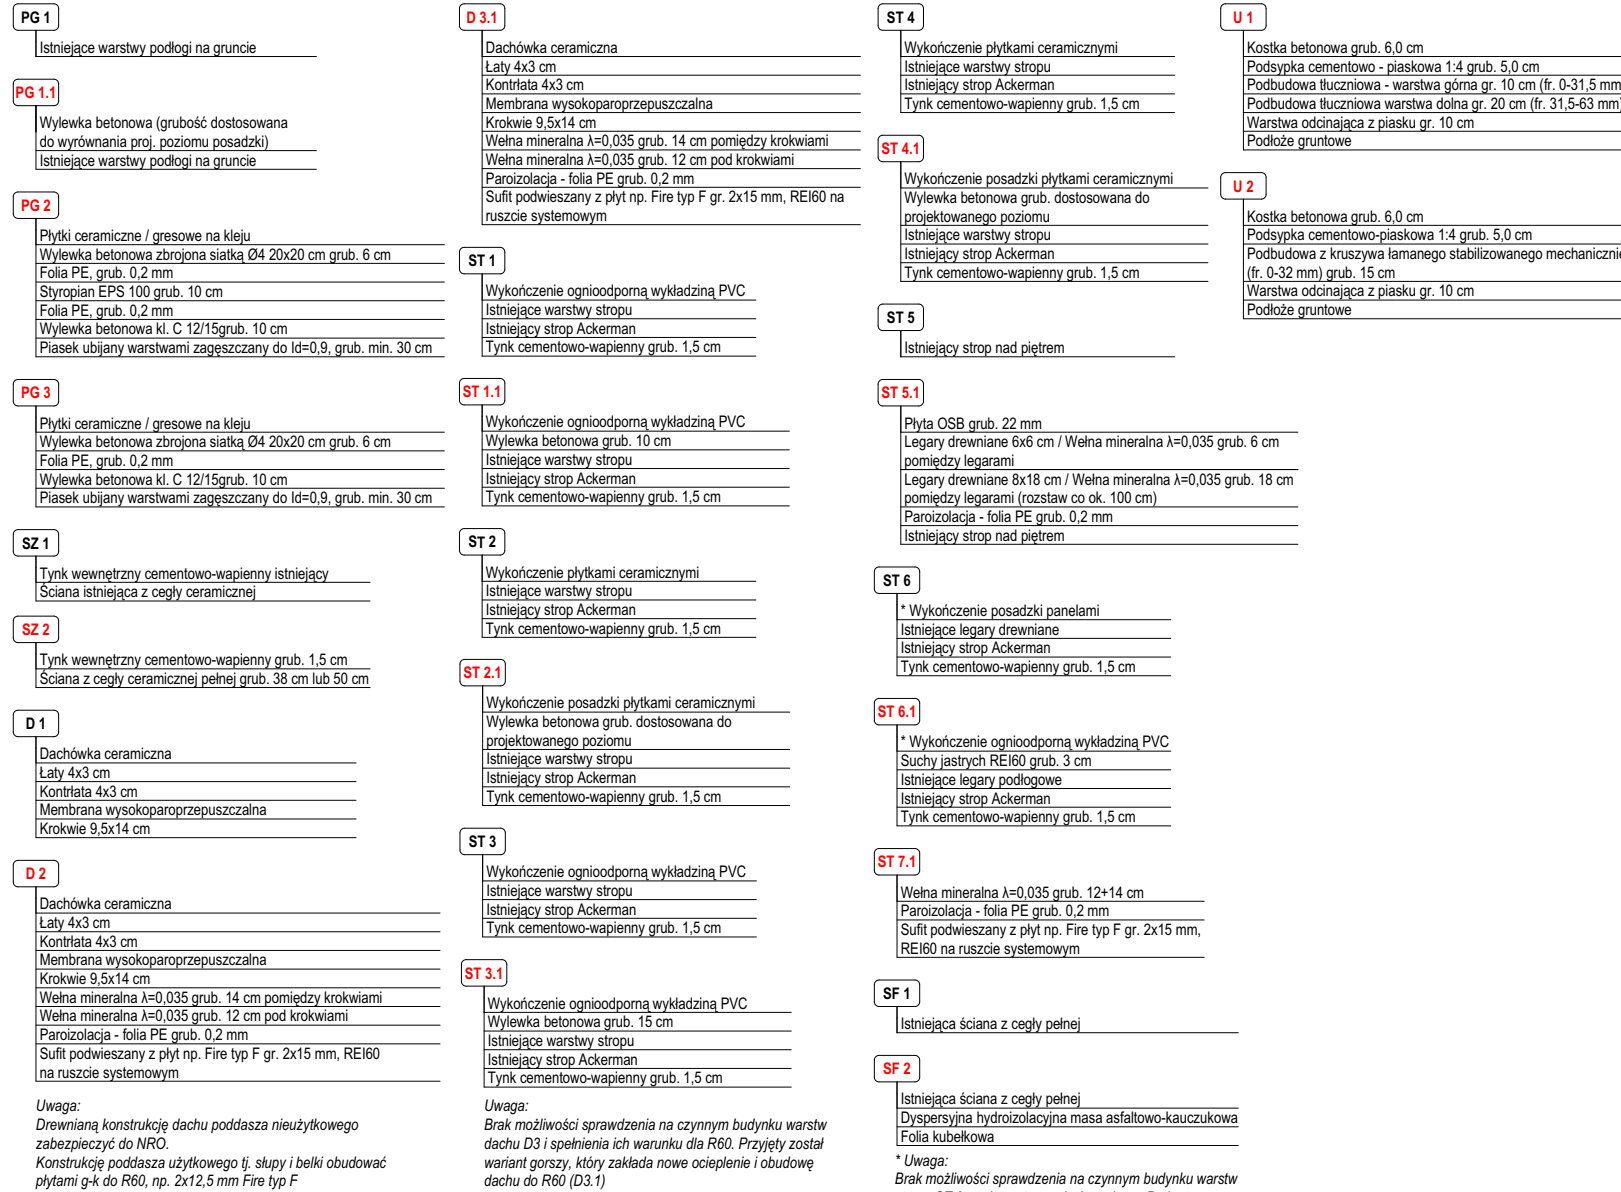 PG 1
Istniejące warstwy podłogi na gruncie
PG 1.1
Wylewka betonowa (grubość dostosowana
do wyrównania proj. poziomu posadzki)
Istniejące warstwy podłogi na gruncie
PG 2
Płytki ceramiczne / gresowe na kleju
Wylewka betonowa zbrojona siatką Ø4 20x20 cm grub. 6 cm
Folia PE, grub. 0,2 mm
Styropian EPS 100 grub. 10 cm
Folia PE, grub. 0,2 mm
Wylewka betonowa kl. C 12/15grub. 10 cm
Piasek ubijany warstwami zagęszczany do Id=0,9, grub. min. 30 cm
PG 3
Płytki ceramiczne / gresowe na kleju
Wylewka betonowa zbrojona siatką Ø4 20x20 cm grub. 6 cm
Folia PE, grub. 0,2 mm
Wylewka betonowa kl. C 12/15grub. 10 cm
Piasek ubijany warstwami zagęszczany do Id=0,9, grub. min. 30 cm
SZ 1
Tynk wewnętrzny cementowo-wapienny istniejący
Ściana istniejąca z cegły ceramicznej
SZ 2
Tynk wewnętrzny cementowo-wapienny grub. 1,5 cm
Ściana z cegły ceramicznej pełnej grub. 38 cm lub 50 cm
D 1
Dachówka ceramiczna
Łaty 4x3 cm
Kontrłata 4x3 cm
Membrana wysokoparoprzepuszczalna
Krokwie 9,5x14 cm
D 2
Dachówka ceramiczna
Łaty 4x3 cm
Kontrłata 4x3 cm
Membrana wysokoparoprzepuszczalna
Krokwie 9,5x14 cm
Wełna mineralna λ=0,035 grub. 14 cm pomiędzy krokwiami
Wełna mineralna λ=0,035 grub. 12 cm pod krokwiami
Paroizolacja - folia PE grub. 0,2 mm
Sufit podwieszany z płyt np. Fire typ F gr. 2x15 mm, REI60
na ruszcie systemowym
Uwaga:
Drewnianą konstrukcję dachu poddasza nieużytkowego
zabezpieczyć do NRO.
Konstrukcję poddasza użytkowego tj. słupy i belki obudować
płytami g-k do R60, np. 2x12,5 mm Fire typ F
D 3.1
Dachówka ceramiczna
Łaty 4x3 cm
Kontrłata 4x3 cm
Membrana wysokoparoprzepuszczalna
Krokwie 9,5x14 cm
Wełna mineralna λ=0,035 grub. 14 cm pomiędzy krokwiami
Wełna mineralna λ=0,035 grub. 12 cm pod krokwiami
Paroizolacja - folia PE grub. 0,2 mm
Sufit podwieszany z płyt np. Fire typ F gr. 2x15 mm, REI60 na
ruszcie systemowym
ST 1
Wykończenie ognioodporną wykładziną PVC
Istniejące warstwy stropu
Istniejący strop Ackerman
Tynk cementowo-wapienny grub. 1,5 cm
ST 1.1
Wykończenie ognioodporną wykładziną PVC
Wylewka betonowa grub. 10 cm
Istniejące warstwy stropu
Istniejący strop Ackerman
Tynk cementowo-wapienny grub. 1,5 cm
ST 2
Wykończenie płytkami ceramicznymi
Istniejące warstwy stropu
Istniejący strop Ackerman
Tynk cementowo-wapienny grub. 1,5 cm
ST 2.1
Wykończenie posadzki płytkami ceramicznymi
Wylewka betonowa grub. dostosowana do
projektowanego poziomu
Istniejące warstwy stropu
Istniejący strop Ackerman
Tynk cementowo-wapienny grub. 1,5 cm
ST 3
Wykończenie ognioodporną wykładziną PVC
Istniejące warstwy stropu
Istniejący strop Ackerman
Tynk cementowo-wapienny grub. 1,5 cm
ST 3.1
Wykończenie ognioodporną wykładziną PVC
Wylewka betonowa grub. 15 cm
Istniejące warstwy stropu
Istniejący strop Ackerman
Tynk cementowo-wapienny grub. 1,5 cm
Uwaga:
Brak możliwości sprawdzenia na czynnym budynku warstw
dachu D3 i spełnienia ich warunku dla R60. Przyjęty został
wariant gorszy, który zakłada nowe ocieplenie i obudowę
dachu do R60 (D3.1)
ST 4
Wykończenie płytkami ceramicznymi
Istniejące warstwy stropu
Istniejący strop Ackerman
Tynk cementowo-wapienny grub. 1,5 cm
ST 4.1
Wykończenie posadzki płytkami ceramicznymi
Wylewka betonowa grub. dostosowana do
projektowanego poziomu
Istniejące warstwy stropu
Istniejący strop Ackerman
Tynk cementowo-wapienny grub. 1,5 cm
ST 5
Istniejący strop nad piętrem
ST 5.1
Płyta OSB grub. 22 mm
Legary drewniane 6x6 cm / Wełna mineralna λ=0,035 grub. 6 cm
pomiędzy legarami
Legary drewniane 8x18 cm / Wełna mineralna λ=0,035 grub. 18 cm
pomiędzy legarami (rozstaw co ok. 100 cm)
Paroizolacja - folia PE grub. 0,2 mm
Istniejący strop nad piętrem
ST 6
* Wykończenie posadzki panelami
Istniejące legary drewniane
Istniejący strop Ackerman
Tynk cementowo-wapienny grub. 1,5 cm
ST 6.1
* Wykończenie ognioodporną wykładziną PVC
Suchy jastrych REI60 grub. 3 cm
Istniejące legary podłogowe
Istniejący strop Ackerman
Tynk cementowo-wapienny grub. 1,5 cm
ST 7.1
Wełna mineralna λ=0,035 grub. 12+14 cm
Paroizolacja - folia PE grub. 0,2 mm
Sufit podwieszany z płyt np. Fire typ F gr. 2x15 mm,
REI60 na ruszcie systemowym
SF 1
Istniejąca ściana z cegły pełnej
SF 2
Istniejąca ściana z cegły pełnej
Dyspersyjna hydroizolacyjna masa asfaltowo-kauczukowa
Folia kubełkowa
* Uwaga:
Brak możliwości sprawdzenia na czynnym budynku warstw
U 1
Kostka betonowa grub. 6,0 cm
Podsypka cementowo - piaskowa 1:4 grub. 5,0 cm
Podbudowa tłuczniowa - warstwa górna gr. 10 cm (fr. 0-31,5 mm
Podbudowa tłuczniowa warstwa dolna gr. 20 cm (fr. 31,5-63 mm)
Warstwa odcinająca z piasku gr. 10 cm
Podłoże gruntowe
U 2
Kostka betonowa grub. 6,0 cm
Podsypka cementowo-piaskowa 1:4 grub. 5,0 cm
Podbudowa z kruszywa łamanego stabilizowanego mechanicznie
(fr. 0-32 mm) grub. 15 cm
Warstwa odcinająca z piasku gr. 10 cm
Podłoże gruntowe